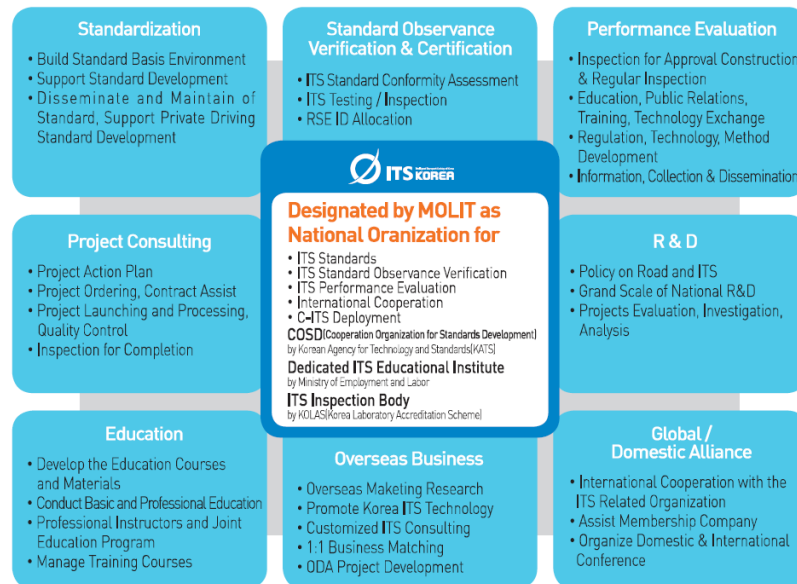 Standardization
• Build Standard Basis Environment
• Support Standard Development
• Disseminate and Maintain of
Standard, Support Private Driving
Standard Development
Standard Observance
Verification & Certification
• ITS Standard Conformity Assessment
• ITS Testing / Inspection
• RSE ID Allocation
Performance Evaluation
• Inspection for Approval Construction
& Regular Inspection
• Education, Public Relations,
Training, Technology Exchange
• Regulation, Technology, Method
Development
• Information, Collection & Dissemination
ITS KOREA
Designated by MOLIT as
National Oranization for
• ITS Standards
• ITS Standard Observance Verification
• ITS Performance Evaluation
• International Cooperation
• C-ITS Deployment
COSD(Cooperation Organization for Standards Development)
by Korean Agency for Technology and Standards(KATS)
Dedicated ITS Educational Institute
by Ministry of Employment and Labor
ITS Inspection Body
by KOLAS(Korea Laboratory Accreditation Scheme)
Project Consulting
• Project Action Plan
• Project Ordering, Contract Assist
• Project Launching and Processing,
Quality Control
• Inspection for Completion
R & D
• Policy on Road and ITS
• Grand Scale of National R&D
• Projects Evaluation, Investigation,
Analysis
Education
• Develop the Education Courses
and Materials
• Conduct Basic and Professional Education
• Professional Instructors and Joint
Education Program
• Manage Training Courses
Overseas Business
• Overseas Maketing Research
• Promote Korea ITS Technology
• Customized ITS Consulting
• 1:1 Business Matching
• ODA Project Development
Global /
Domestic Alliance
• International Cooperation with the
ITS Related Organization
• Assist Membership Company
• Organize Domestic & International
Conference